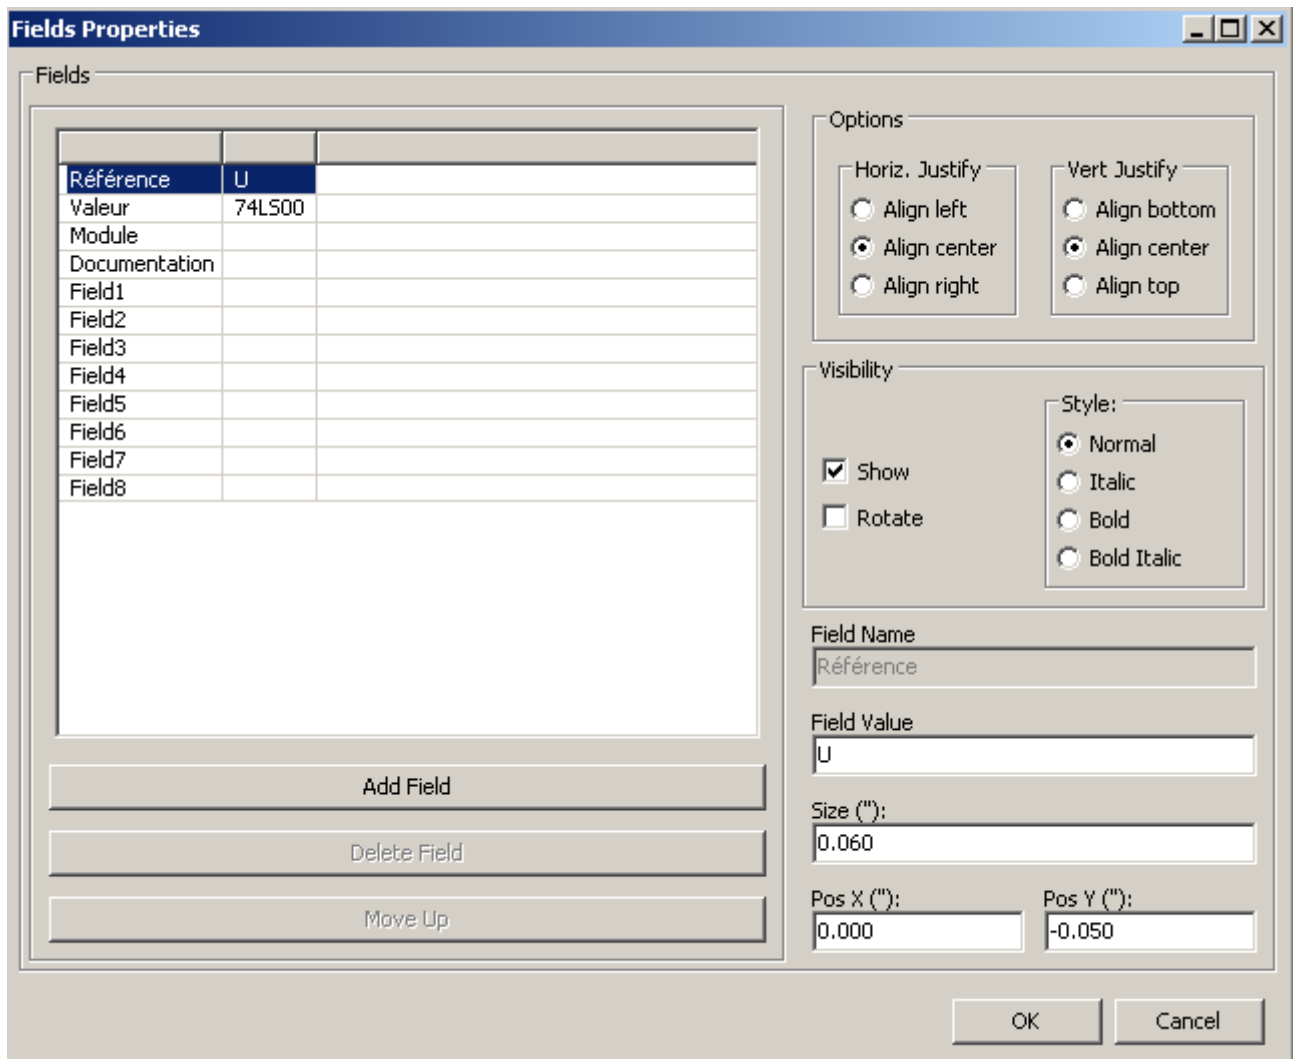 Fields Properties
Fields
Référence U
Valeur 74LS00
Module
Documentation
Field1
Field2
Field3
Field4
Field5
Field6
Field7
Field8
Add Field
Delete Field
Move Up
Options
Horiz. Justify
Align left
Align center
Align right
Vert Justify
Align bottom
Align center
Align top
Visibility
Show
Rotate
Style:
Normal
Italic
Bold
Bold Italic
Field Name
Référence
Field Value
U
Size ("):
0.060
Pos X ("):
0.000
Pos Y ("):
-0.050
OK
Cancel